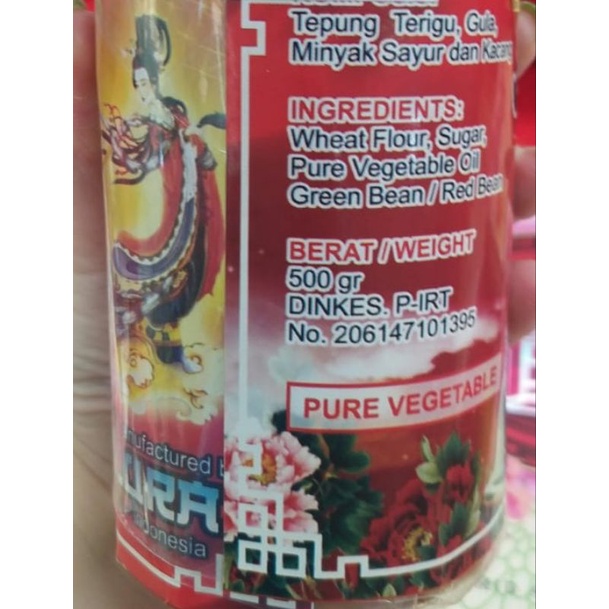 Tepung Terigu, Gula,
Minyak Sayur dan Kacang
INGREDIENTS:
Wheat Flour, Sugar,
Pure Vegetable Oil
Green Bean / Red Bean
BERAT / WEIGHT
500 gr
DINKES. P-IRT
No. 206147101395
PURE VEGETABLE